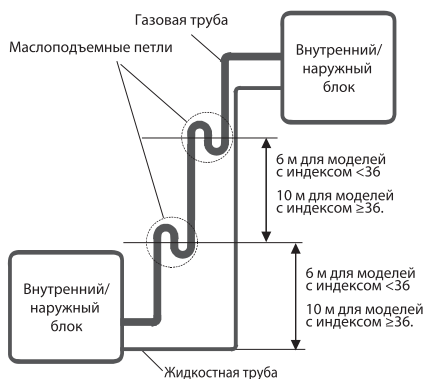 Газовая труба
Маслоподъемные петли
Внутренний/
наружный
блок
6 м для моделей
с индексом <36
10 м для моделей
с индексом ≥36.
6 м для моделей
с индексом <36
10 м для моделей
с индексом ≥36.
Внутренний/
наружный
блок
Жидкостная труба